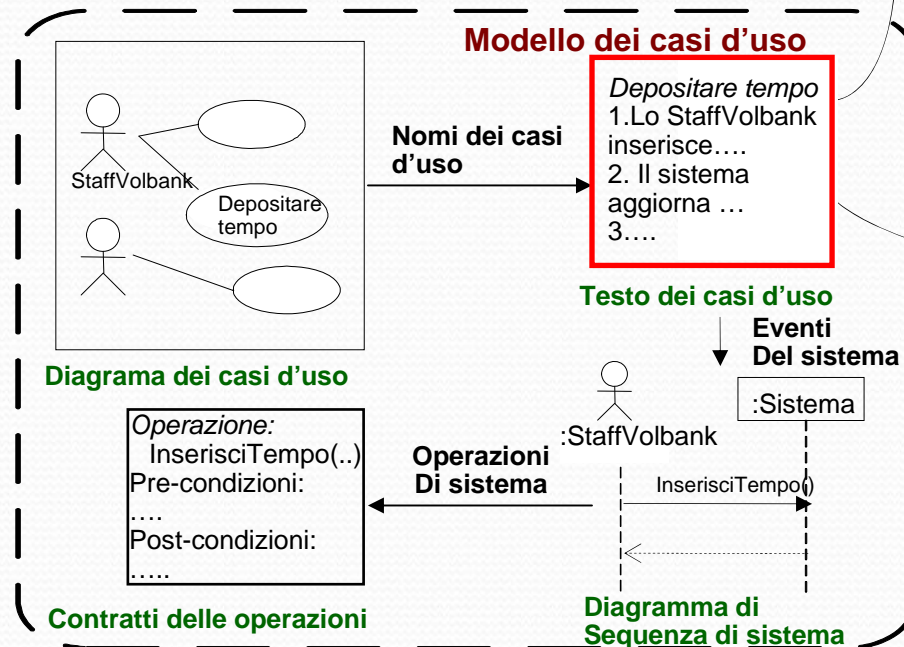 Modello dei casi d'uso
StaffVolbank
Depositare
tempo
Diagrama dei casi d'uso
Nomi dei casi
d'uso
Depositare tempo
1.Lo StaffVolbank
inserisce….
2. Il sistema
aggiorna …
3….
Testo dei casi d'uso
Eventi
Del sistema
:StaffVolbank
:Sistema
InserisciTempo()
Diagramma di
Sequenza di sistema
Operazioni
Di sistema
Operazione:
InserisciTempo(..)
Pre-condizioni:
….
Post-condizioni:
…..
Contratti delle operazioni